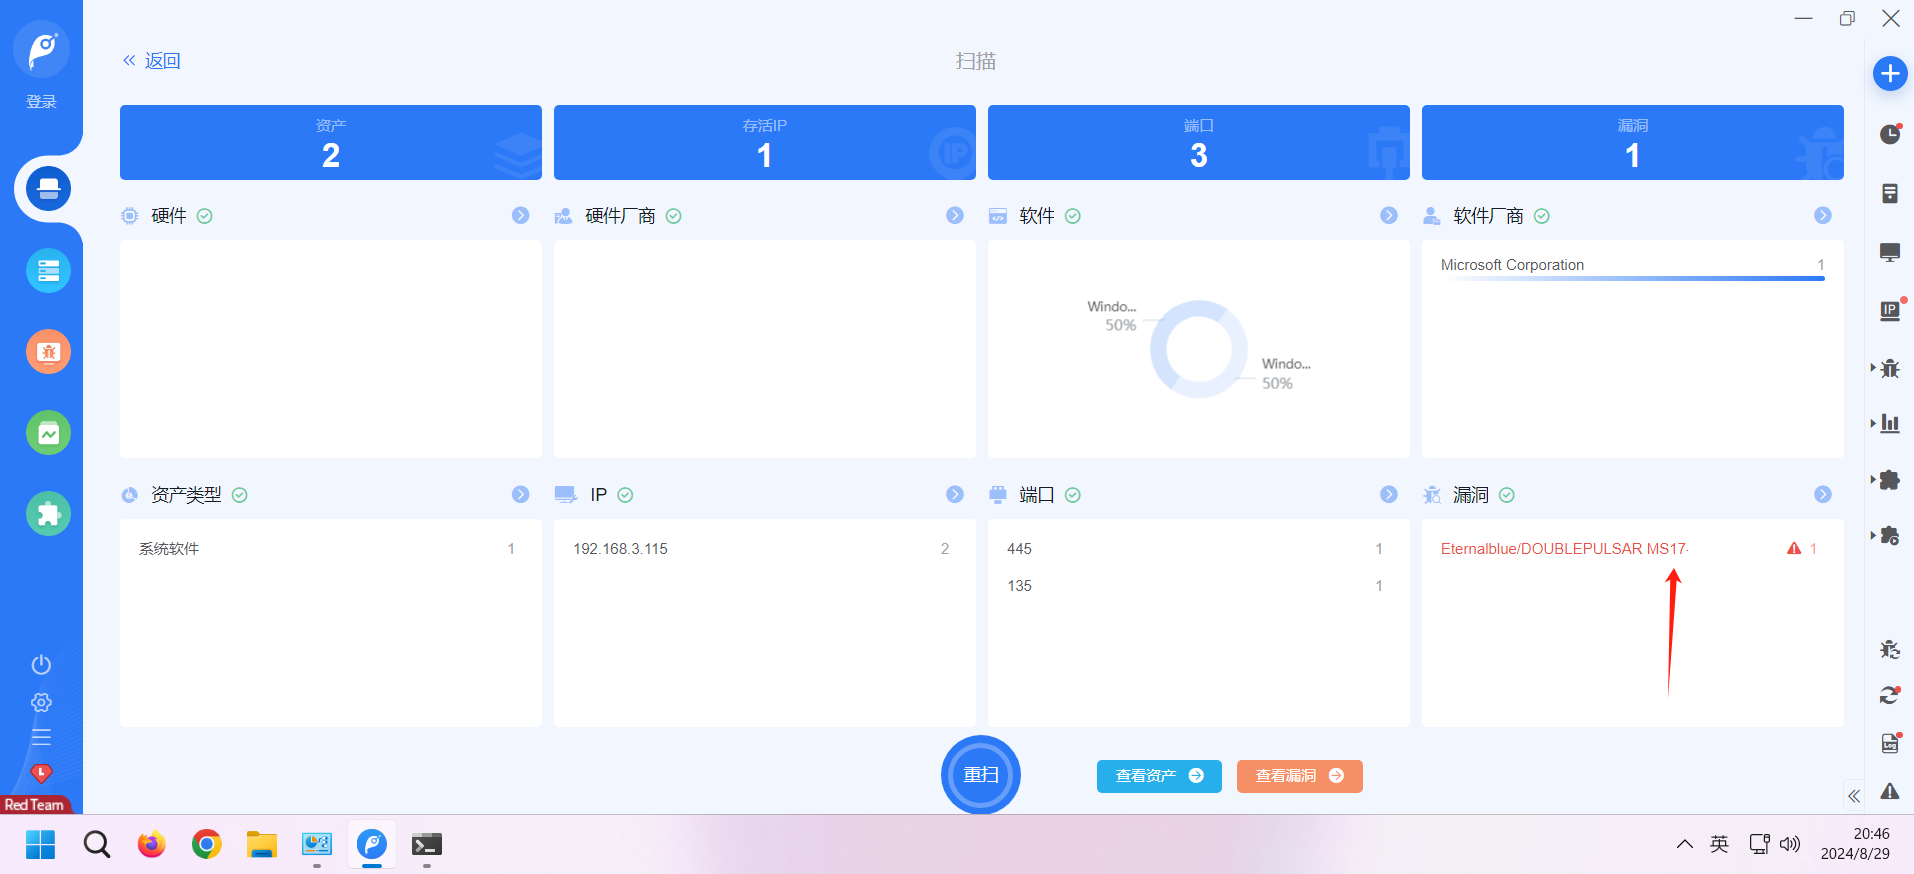 登录
返回
扫描
资产
2
存活IP
1
端口
3
漏洞
1
硬件
硬件厂商
软件
软件厂商
Windo...
50%
Windo...
50%
Microsoft Corporation 1
资产类型
IP
端口
漏洞
系统软件 1
192.168.3.115 2
445 1
135 1
Eternalblue/DOUBLEPULSAR MS17- 1
重扫
查看资产
查看漏洞
Red Team
IP
LOG
英
20:46
2024/8/29